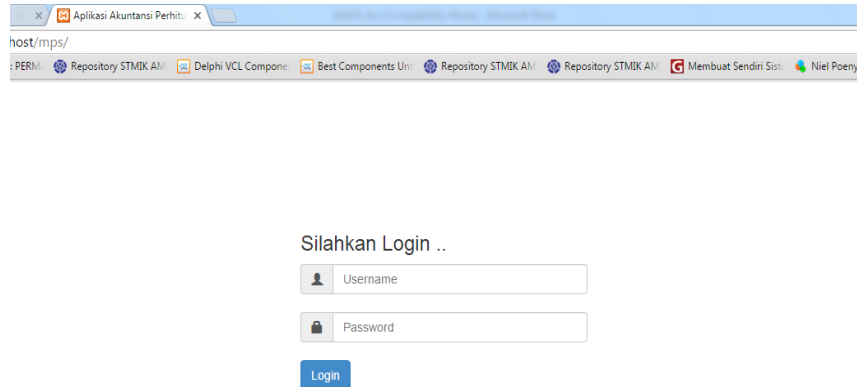 Aplikasi Akuntansi Perhitu
host/mps/
PERM Repository STMIK AM Delphi VCL Compone Best Components Un Repository STMIK AM Repository STMIK AM Membuat Sendiri Sist Niel Poeny
Silahkan Login ..
Username
Password
Login